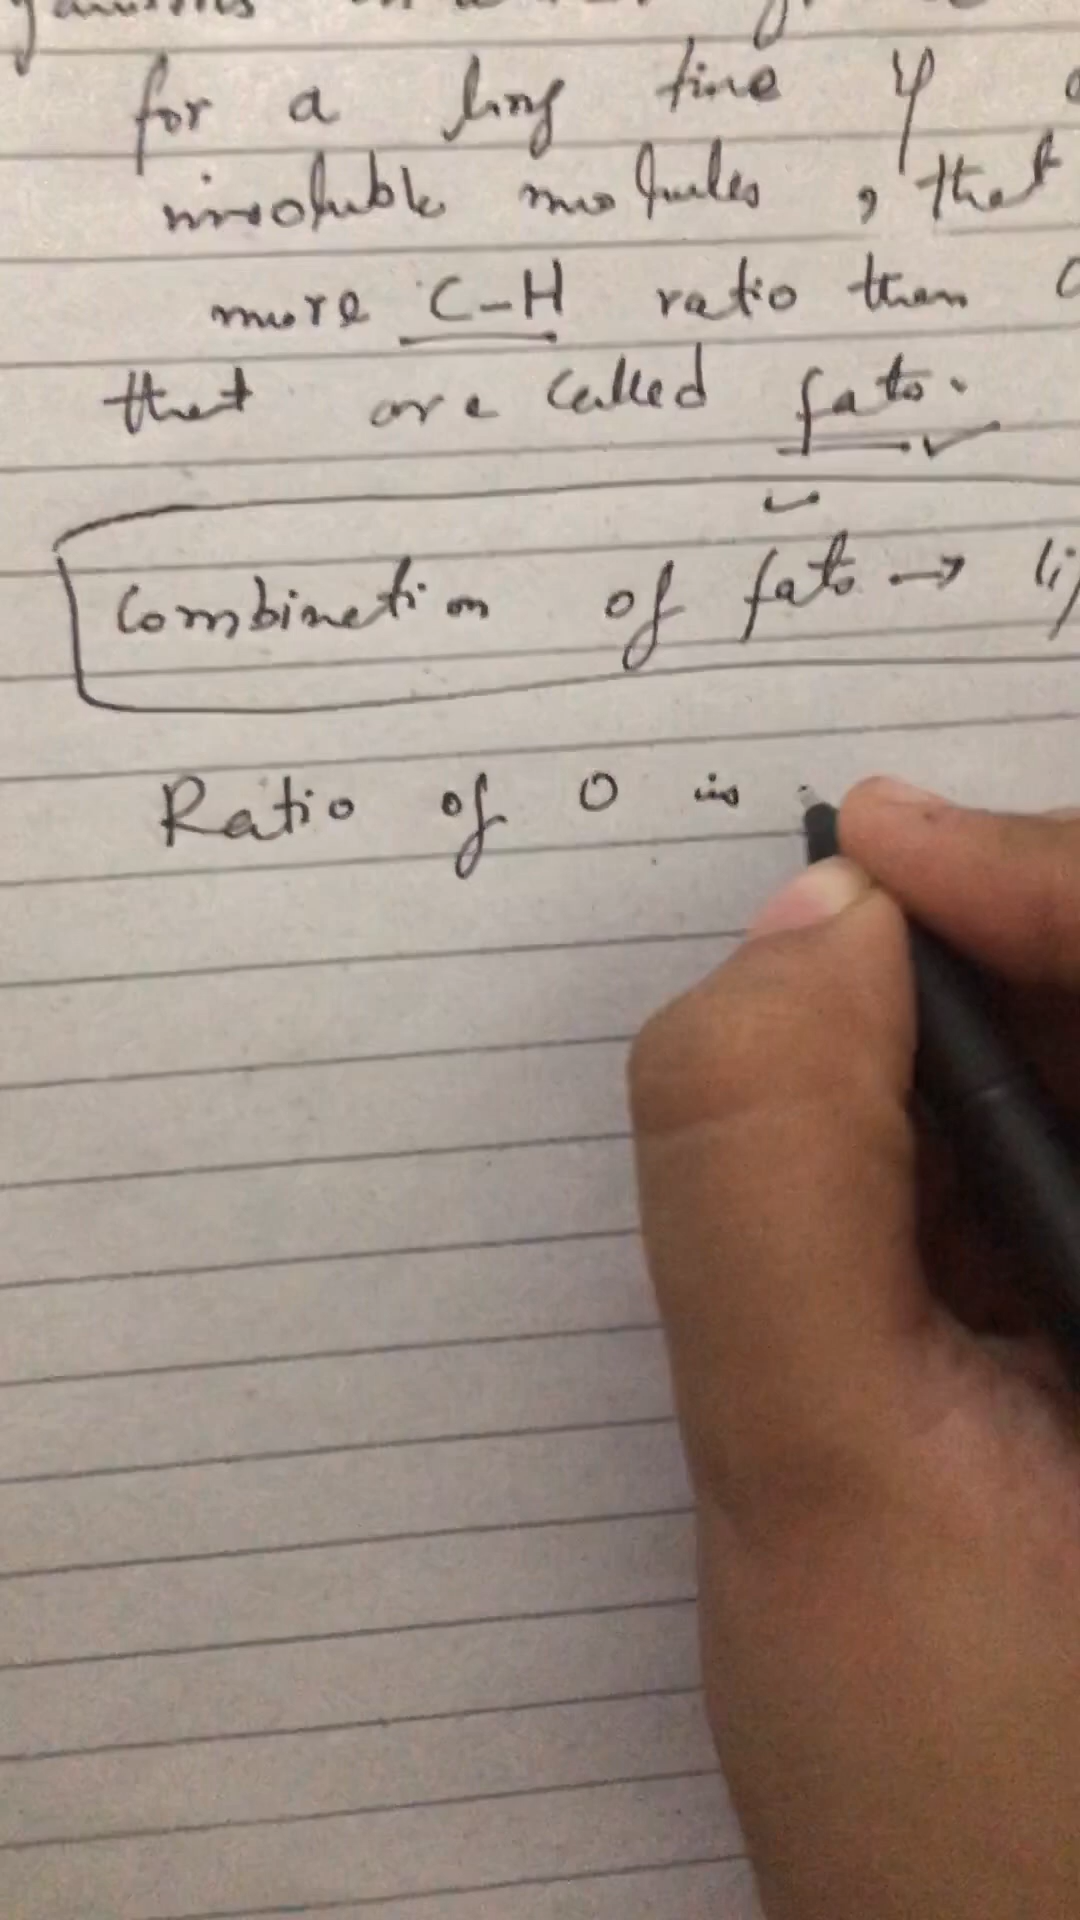 for a long time if
insoluble molecules, that
more C-H ratio than
that are called fats.
Combination of fats →
Ratio of O is